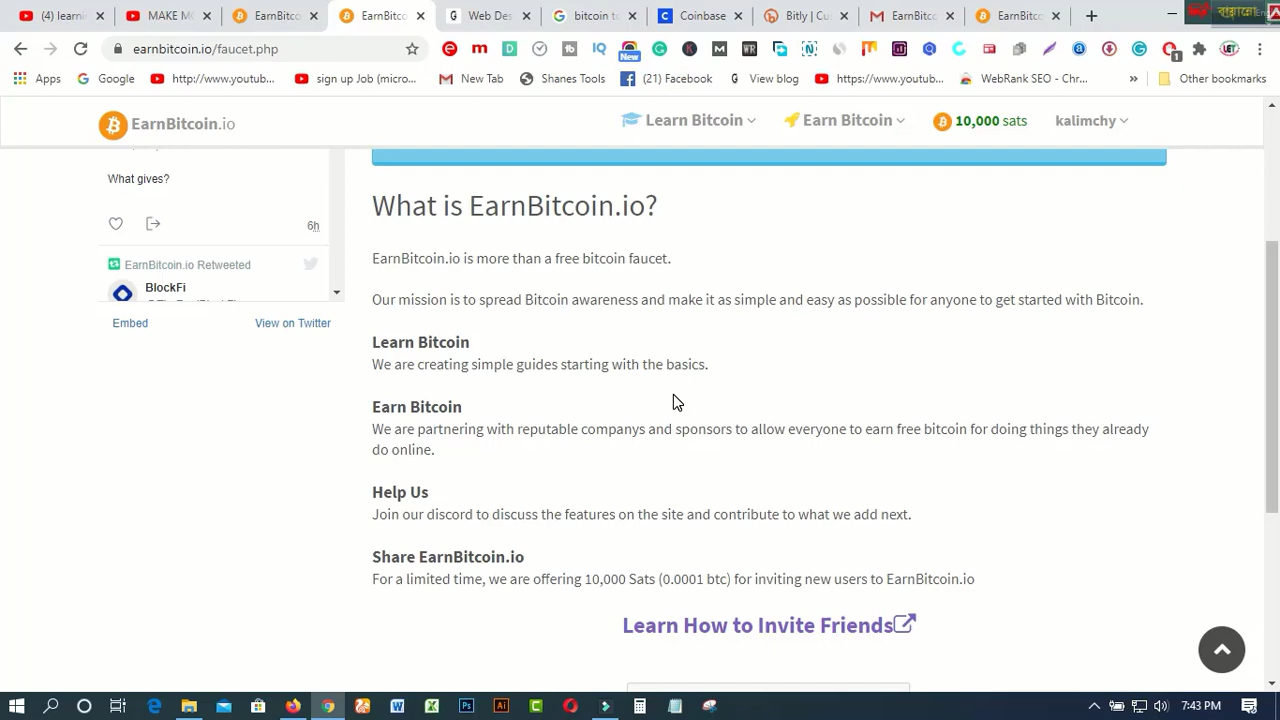 (4) learni
MAKE M
EarnBitco
EarnBitco
Web T
bitcoin to
Coinbase
Bitly | Co
EarnBitco
EarnBitco
earnbitcoin.io/faucet.php
New
1
Apps
Google
http://www.youtub...
sign up Job (micro...
New Tab
Shanes Tools
(21) Facebook
View blog
https://www.youtu...
WebRank SEO - Chr...
Other bookmarks
EarnBitcoin.io
Learn Bitcoin
Earn Bitcoin
10,000 sats
kalimchy
What gives?
6h
EarnBitcoin.io Retweeted
BlockFi
Embed
View on Twitter
What is EarnBitcoin.io?
EarnBitcoin.io is more than a free bitcoin faucet.
Our mission is to spread Bitcoin awareness and make it as simple and easy as possible for anyone to get started with Bitcoin.
Learn Bitcoin
We are creating simple guides starting with the basics.
Earn Bitcoin
We are partnering with reputable companys and sponsors to allow everyone to earn free bitcoin for doing things they already
do online.
Help Us
Join our discord to discuss the features on the site and contribute to what we add next.
Share EarnBitcoin.io
For a limited time, we are offering 10,000 Sats (0.0001 btc) for inviting new users to EarnBitcoin.io
Learn How to Invite Friends
7:43 PM